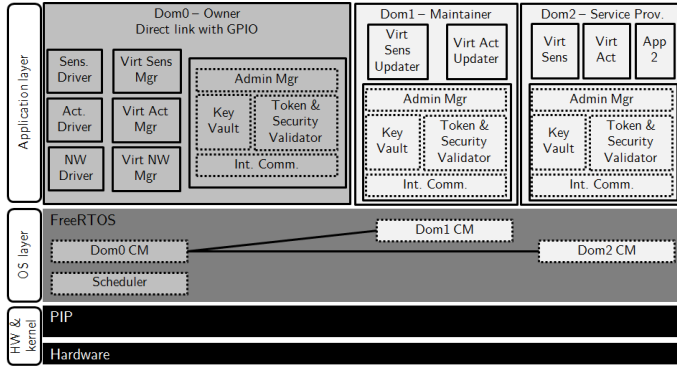 Application layer
Dom0 – Owner
Direct link with GPIO
Sens.
Driver
Virt Sens
Mgr
Act.
Driver
Virt Act
Mgr
NW
Driver
Virt NW
Mgr
Admin Mgr
Key
Vault
Token &
Security
Validator
Int. Comm.
Dom1 – Maintainer
Virt
Sens
Updater
Virt Act
Updater
Admin Mgr
Key
Vault
Token &
Security
Validator
Int. Comm.
Dom2 – Service Prov.
Virt
Sens
Virt
Act
App
2
Admin Mgr
Key
Vault
Token &
Security
Validator
Int. Comm.
OS layer
FreeRTOS
Dom0 CM
Dom1 CM
Dom2 CM
Scheduler
HW &
kernel
PIP
Hardware